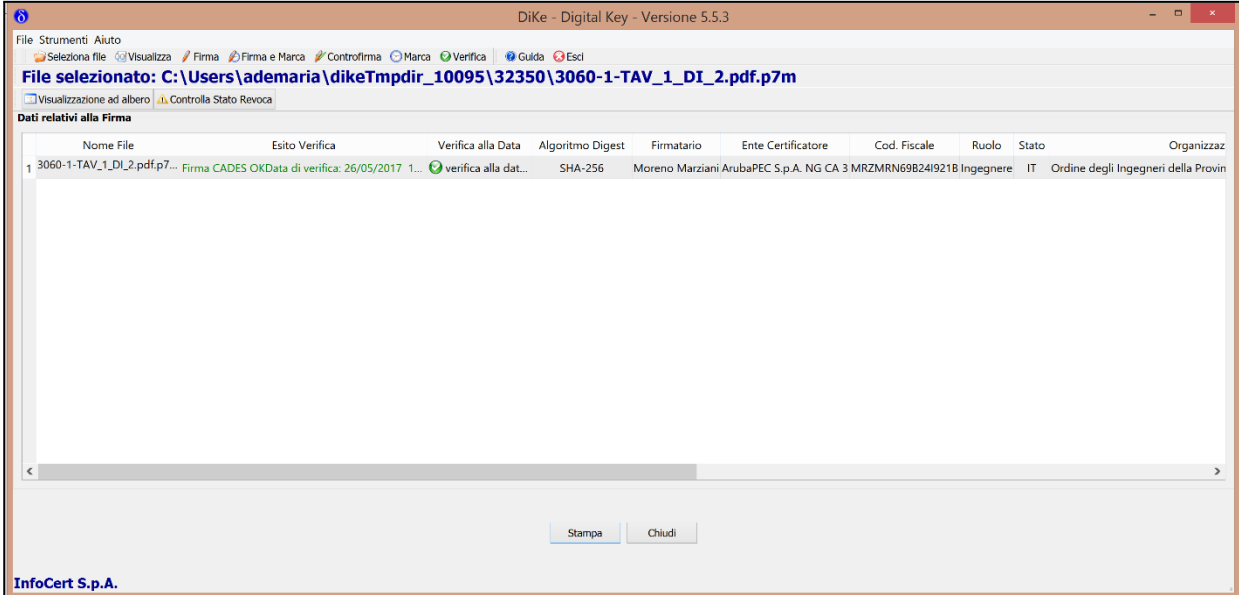 δ DiKe - Digital Key - Versione 5.5.3
File Strumenti Aiuto
Seleziona file Visualizza Firma Firma e Marca Controfirma Marca Verifica Guida Esci
File selezionato: C:\Users\ademaria\dikeTmpdir_10095\32350\3060-1-TAV_1_DI_2.pdf.p7m
Visualizzazione ad albero Controlla Stato Revoca
Dati relativi alla Firma
Nome File Esito Verifica Verifica alla Data Algoritmo Digest Firmatario Ente Certificatore Cod. Fiscale Ruolo Stato Organizzaz
1 3060-1-TAV_1_DI_2.pdf.p7... Firma CADES OKData di verifica: 26/05/2017 1... verifica alla dat... SHA-256 Moreno Marziani ArubaPEC S.p.A. NG CA 3 MRZMRN69B24I921B Ingegnere IT Ordine degli Ingegneri della Provin
Stampa Chiudi
InfoCert S.p.A.